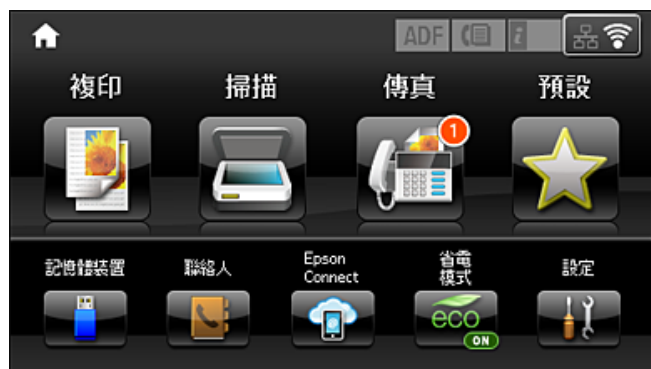 ADF i
複印 掃描 傳真 預設
1
記憶體裝置 聯絡人 Epson Connect 省電模式 設定
eco
ON